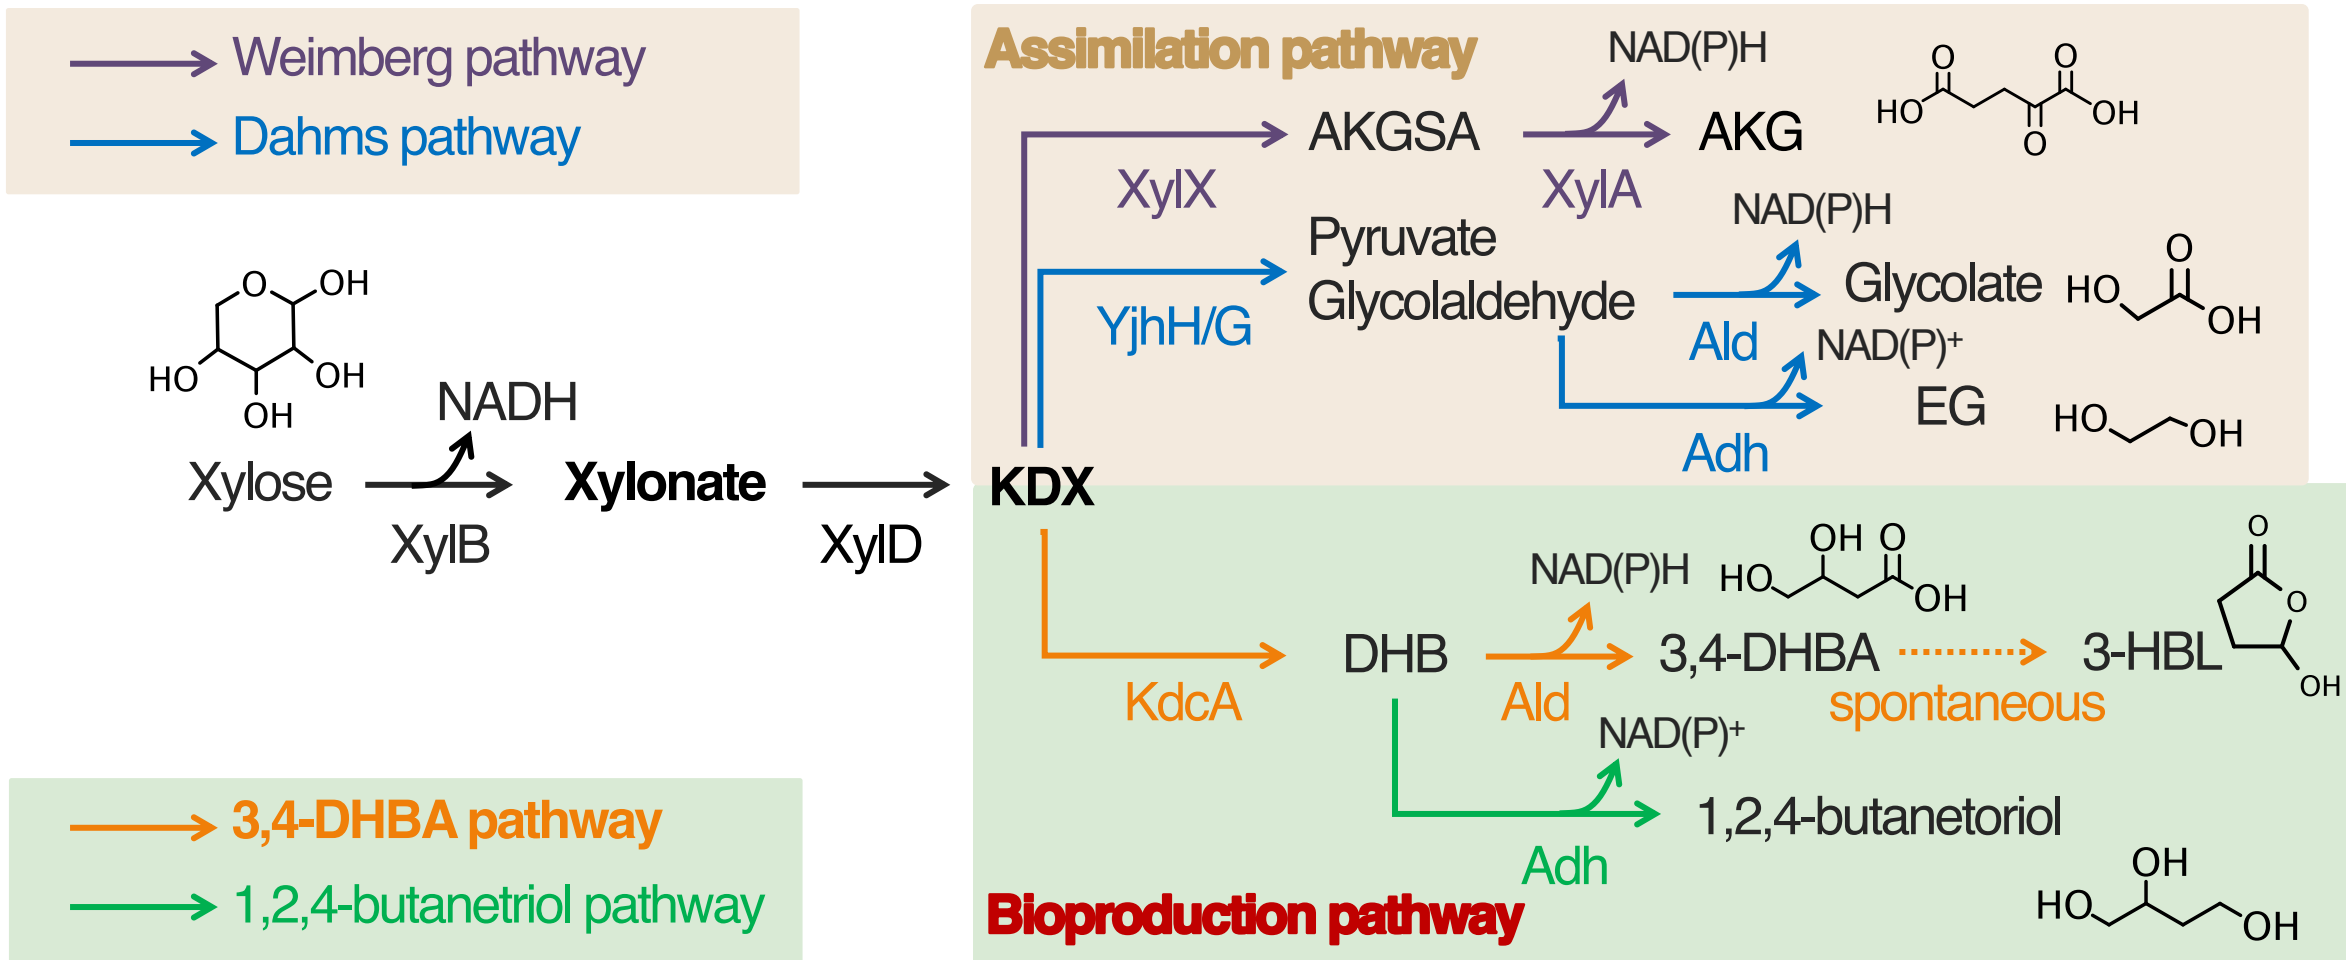 Weimberg pathway
Dahms pathway
Assimilation pathway
NAD(P)H
AKGSA
AKG
XylX
XylA
O
O
HO
OH
O
Pyruvate
Glycolaldehyde
YjhH/G
NAD(P)H
Ald
Glycolate
O
HO
OH
NAD(P)+
EG
Adh
HO
OH
O
OH
HO
OH
OH
NADH
Xylose
XylB
Xylonate
XylD
KDX
KdcA
DHB
NAD(P)H
Ald
OH
O
HO
OH
3,4-DHBA
spontaneous
3-HBL
O
O
OH
NAD(P)+
Adh
1,2,4-butanetoriol
OH
HO
OH
Bioproduction pathway
3,4-DHBA pathway
1,2,4-butanetriol pathway